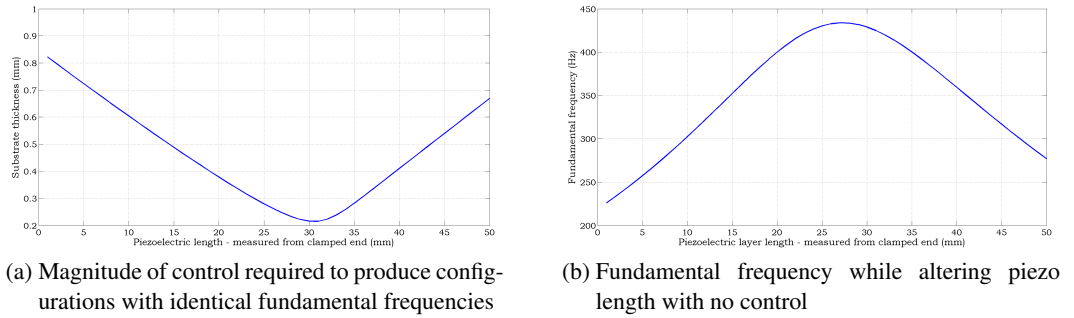 1
0.9
0.8
0.7
0.6
0.5
0.4
0.3
0.2
Substrate thickness (mm)
0 5 10 15 20 25 30 35 40 45 50
Piezoelectric length - measured from clamped end (mm)
(a) Magnitude of control required to produce config-
urations with identical fundamental frequencies
450
400
350
300
250
200
Fundamental frequency (Hz)
0 5 10 15 20 25 30 35 40 45 50
Piezoelectric layer length - measured from clamped end (mm)
(b) Fundamental frequency while altering piezo
length with no control